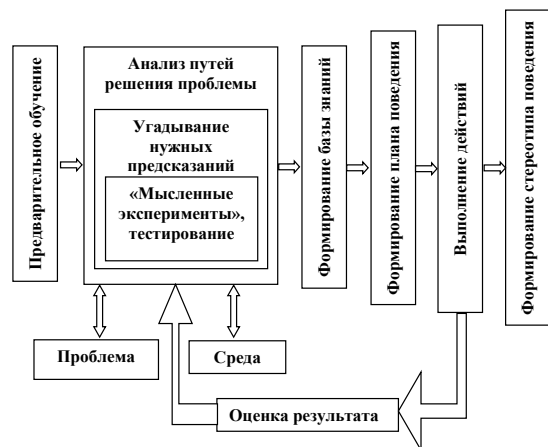 Предварительное обучение
Анализ путей
решения проблемы
Угадывание
нужных
предсказаний
«Мысленные
эксперименты»,
тестирование
Формирование базы знаний
Формирование плана поведения
Выполнение действий
Формирование стереотипа поведения
Проблема
Среда
Оценка результата